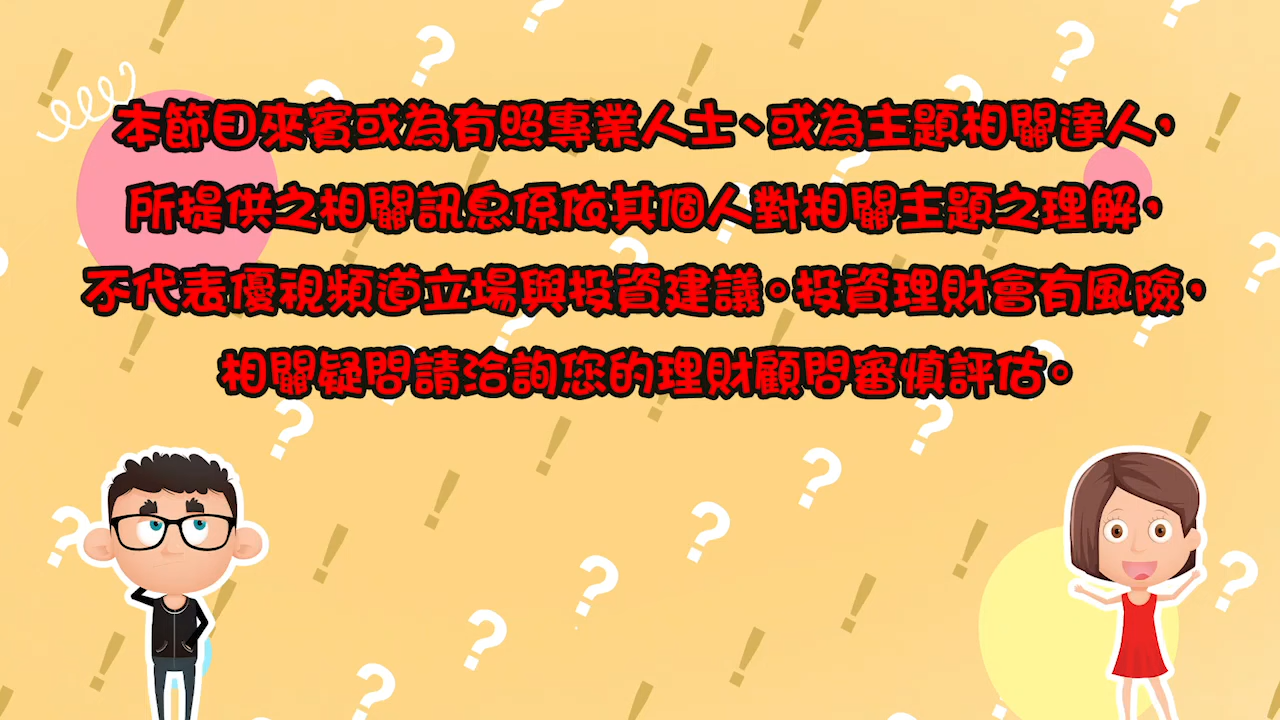 本節目來賓或為有照專業人士、或為主題相關達人，
所提供之相關訊息係依其個人對相關主題之理解，
不代表優視頻道立場與投資建議。投資理財會有風險，
相關疑問請洽詢您的理財顧問審慎評估。